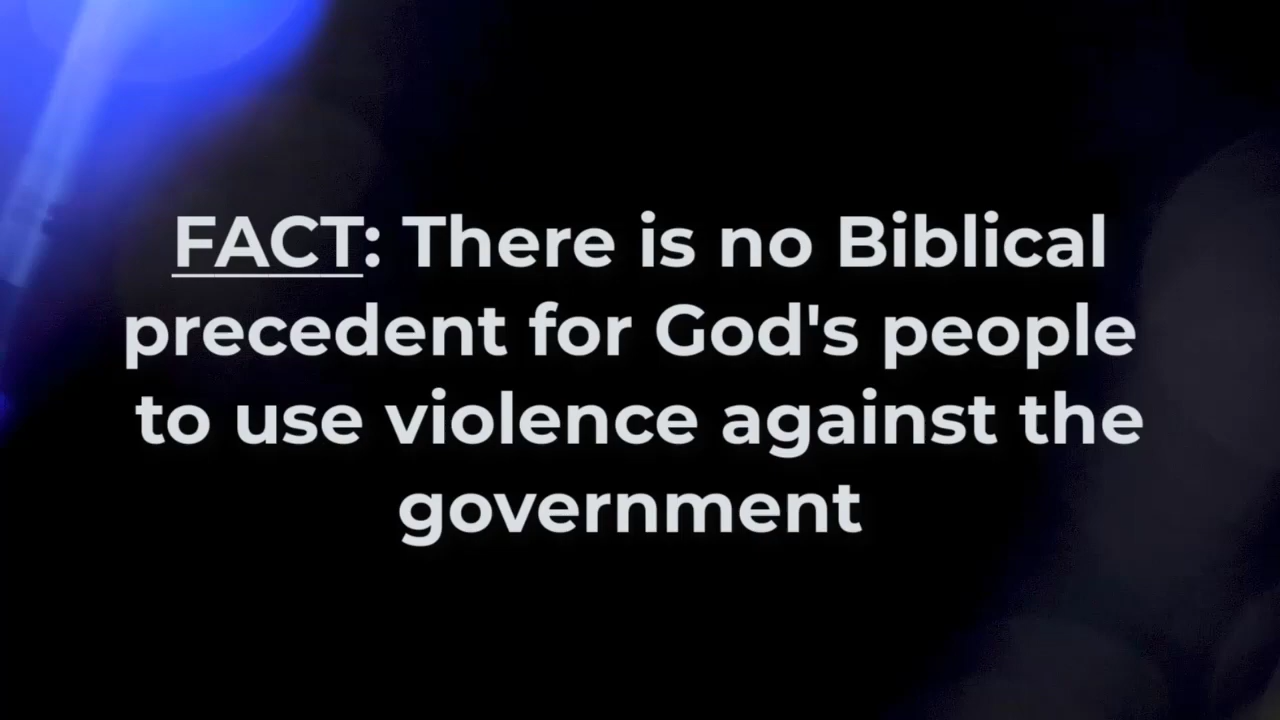 FACT: There is no Biblical
precedent for God's people
to use violence against the
government